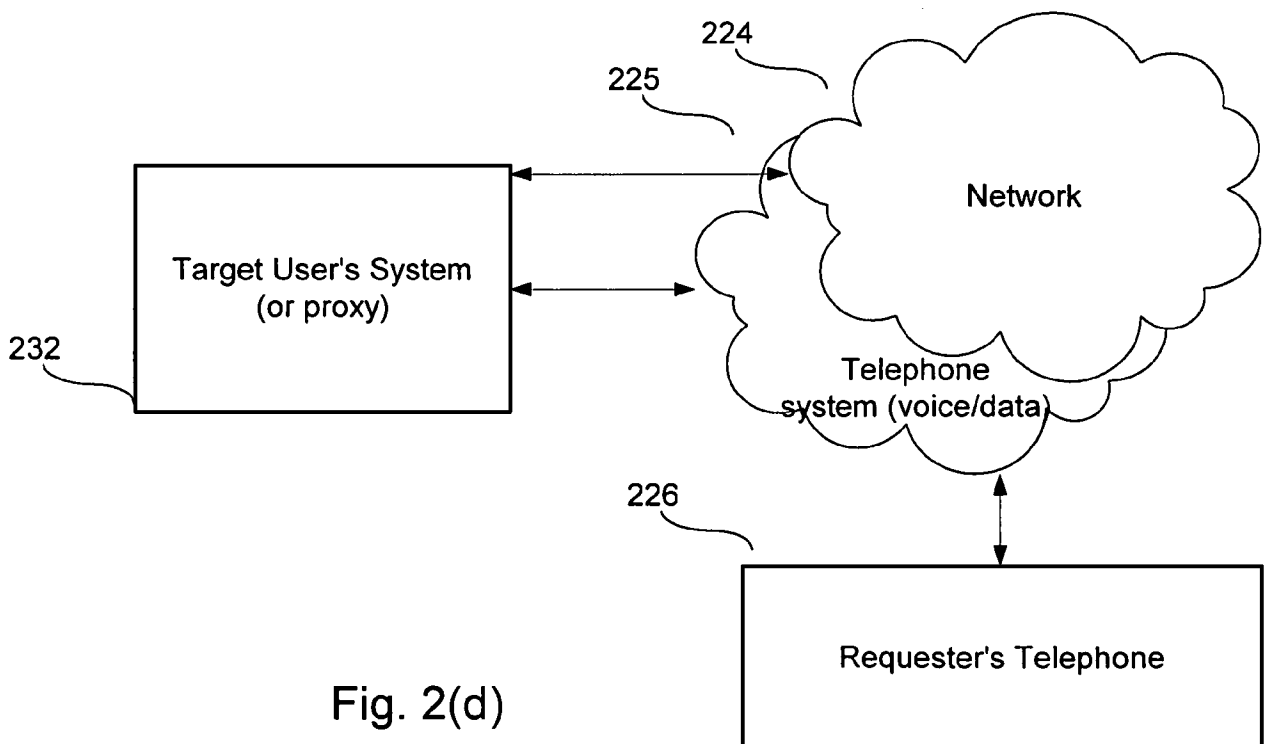 224
225
Network
Target User's System
(or proxy)
232
Telephone
system (voice/data)
226
Requester's Telephone
Fig. 2(d)